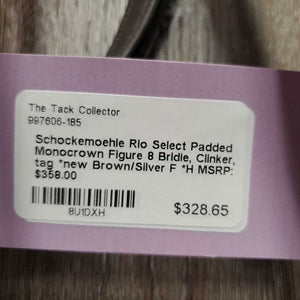 The Tack Collector
997606-185
Schockemoehle Rio Select Padded
Monocrown Figure 8 Bridle, Clinker,
tag *new Brown/Silver F *H MSRP:
$358.00
8U1DXH
$328.65